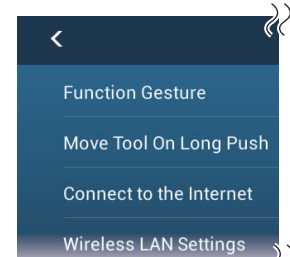 Function Gesture
Move Tool On Long Push
Connect to the Internet
Wireless LAN Settings